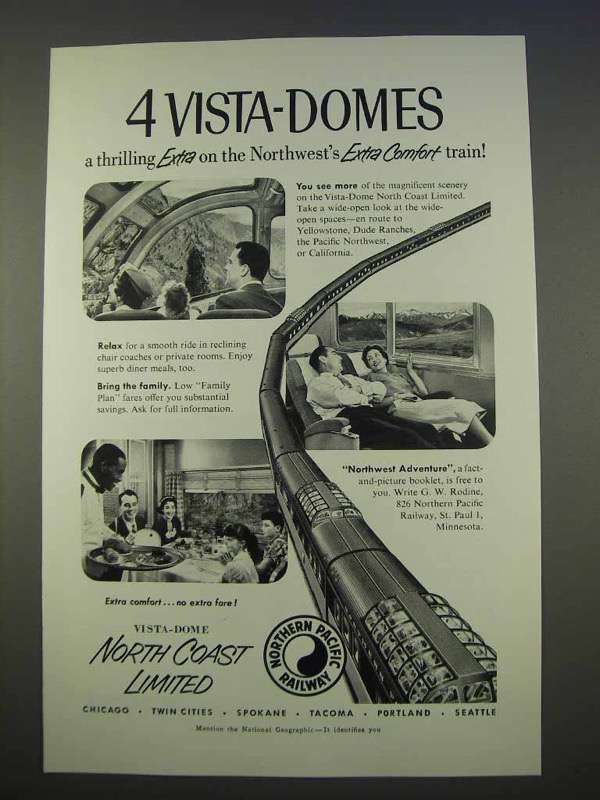 4 VISTA-DOMES
a thrilling Extra on the Northwest's Extra Comfort train!
You see more of the magnificent scenery
on the Vista-Dome North Coast Limited.
Take a wide-open look at the wide-
open spaces—en route to
Yellowstone, Dude Ranches,
the Pacific Northwest,
or California.
Relax for a smooth ride in reclining
chair coaches or private rooms. Enjoy
superb diner meals, too.
Bring the family. Low "Family
Plan" fares offer you substantial
savings. Ask for full information.
"Northwest Adventure", a fact-
and-picture booklet, is free to
you. Write G. W. Rodine,
826 Northern Pacific
Railway, St. Paul 1,
Minnesota.
Extra comfort...no extra fare!
VISTA-DOME
NORTH COAST
LIMITED
NORTHERN PACIFIC
RAILWAY
CHICAGO · TWIN CITIES · SPOKANE · TACOMA · PORTLAND · SEATTLE
Mention the National Geographic—It identifies you